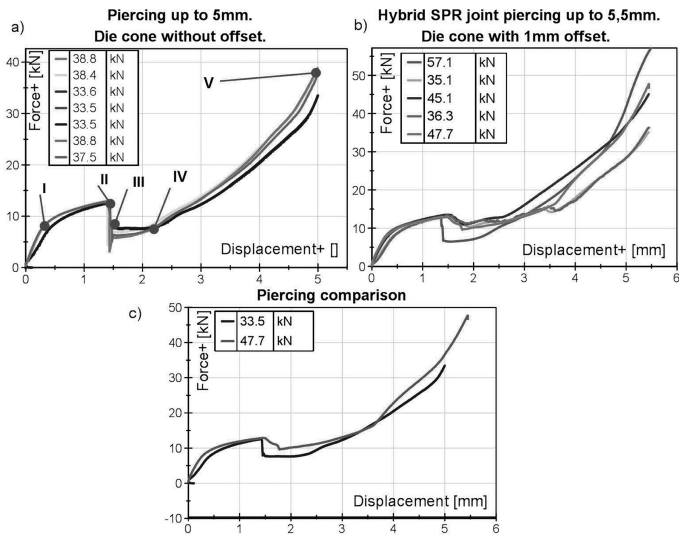 a)
Piercing up to 5mm.
Die cone without offset.
Force+ [kN]
40
30
20
10
0
38.8 kN
38.4 kN
33.6 kN
33.5 kN
33.5 kN
38.8 kN
37.5 kN
I
II
III
IV
V
Displacement+ []
0 1 2 3 4 5
b)
Hybrid SPR joint piercing up to 5,5mm.
Die cone with 1mm offset.
Force+ [kN]
50
40
30
20
10
0
57.1 kN
35.1 kN
45.1 kN
36.3 kN
47.7 kN
Displacement+ [mm]
0 1 2 3 4 5 6
Piercing comparison
c)
Force+ [kN]
50
40
30
20
10
0
-10
33.5 kN
47.7 kN
Displacement [mm]
0 1 2 3 4 5 6